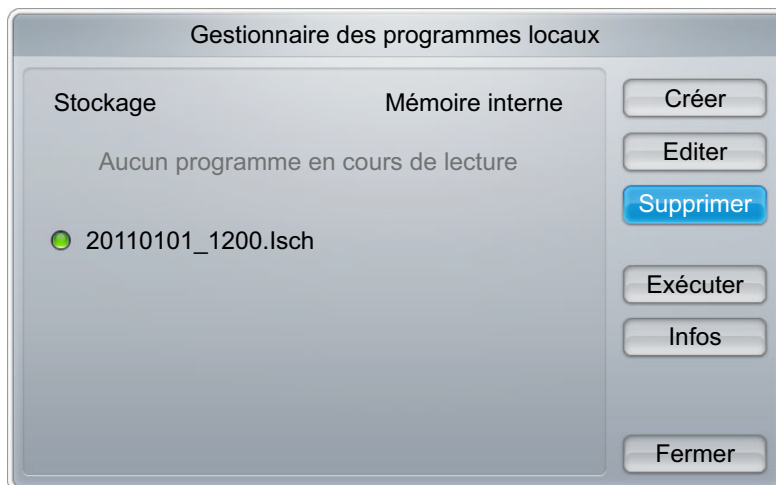 Gestionnaire des programmes locaux
Stockage Mémoire interne
Aucun programme en cours de lecture
20110101_1200.lsch
Créer
Editer
Supprimer
Exécuter
Infos
Fermer